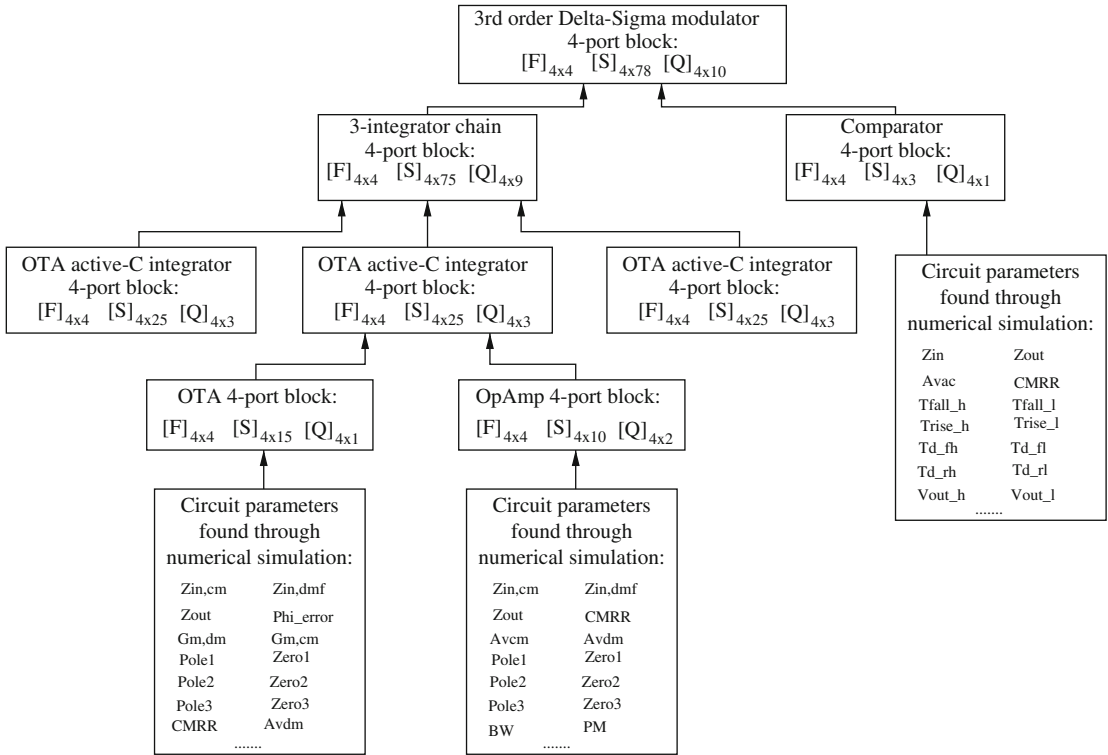 3rd order Delta-Sigma modulator
4-port block:
[F]4x4 [S]4x78 [Q]4x10
3-integrator chain
4-port block:
[F]4x4 [S]4x75 [Q]4x9
Comparator
4-port block:
[F]4x4 [S]4x3 [Q]4x1
OTA active-C integrator
4-port block:
[F]4x4 [S]4x25 [Q]4x3
OTA active-C integrator
4-port block:
[F]4x4 [S]4x25 [Q]4x3
OTA active-C integrator
4-port block:
[F]4x4 [S]4x25 [Q]4x3
Circuit parameters
found through
numerical simulation:
Zin Zout
Avac CMRR
Tfall_h Tfall_l
Trise_h Trise_l
Td_fh Td_fl
Td_rh Td_rl
Vout_h Vout_l
.......
OTA 4-port block:
[F]4x4 [S]4x15 [Q]4x1
OpAmp 4-port block:
[F]4x4 [S]4x10 [Q]4x2
Circuit parameters
found through
numerical simulation:
Zin,cm Zin,dmf
Zout Phi_error
Gm,dm Gm,cm
Pole1 Zero1
Pole2 Zero2
Pole3 Zero3
CMRR Avdm
.......
Circuit parameters
found through
numerical simulation:
Zin,cm Zin,dmf
Zout CMRR
Avcm Avdm
Pole1 Zero1
Pole2 Zero2
Pole3 Zero3
BW PM
.......